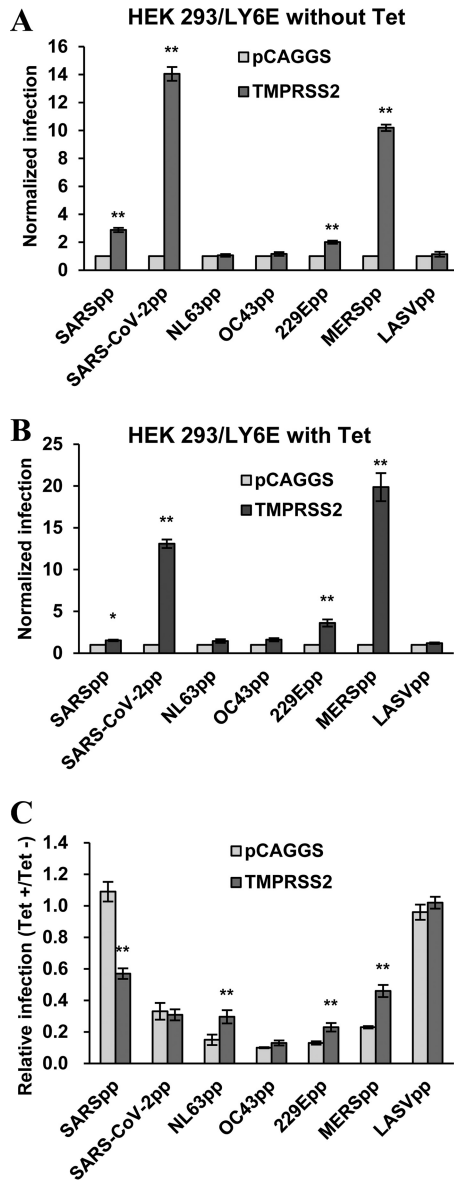 A
HEK 293/LY6E without Tet
Normalized infection
16
14
12
10
8
6
4
2
0
pCAGGS
TMPRSS2
**
**
**
**
SARSpp
SARS-CoV-2pp
NL63pp
OC43pp
229Epp
MERSpp
LASVpp
B
HEK 293/LY6E with Tet
Normalized infection
25
20
15
10
5
0
pCAGGS
TMPRSS2
*
**
**
**
SARSpp
SARS-CoV-2pp
NL63pp
OC43pp
229Epp
MERSpp
LASVpp
C
Relative infection (Tet +/Tet -)
1.4
1.2
1.0
0.8
0.6
0.4
0.2
0.0
pCAGGS
TMPRSS2
**
**
**
**
SARSpp
SARS-CoV-2pp
NL63pp
OC43pp
229Epp
MERSpp
LASVpp